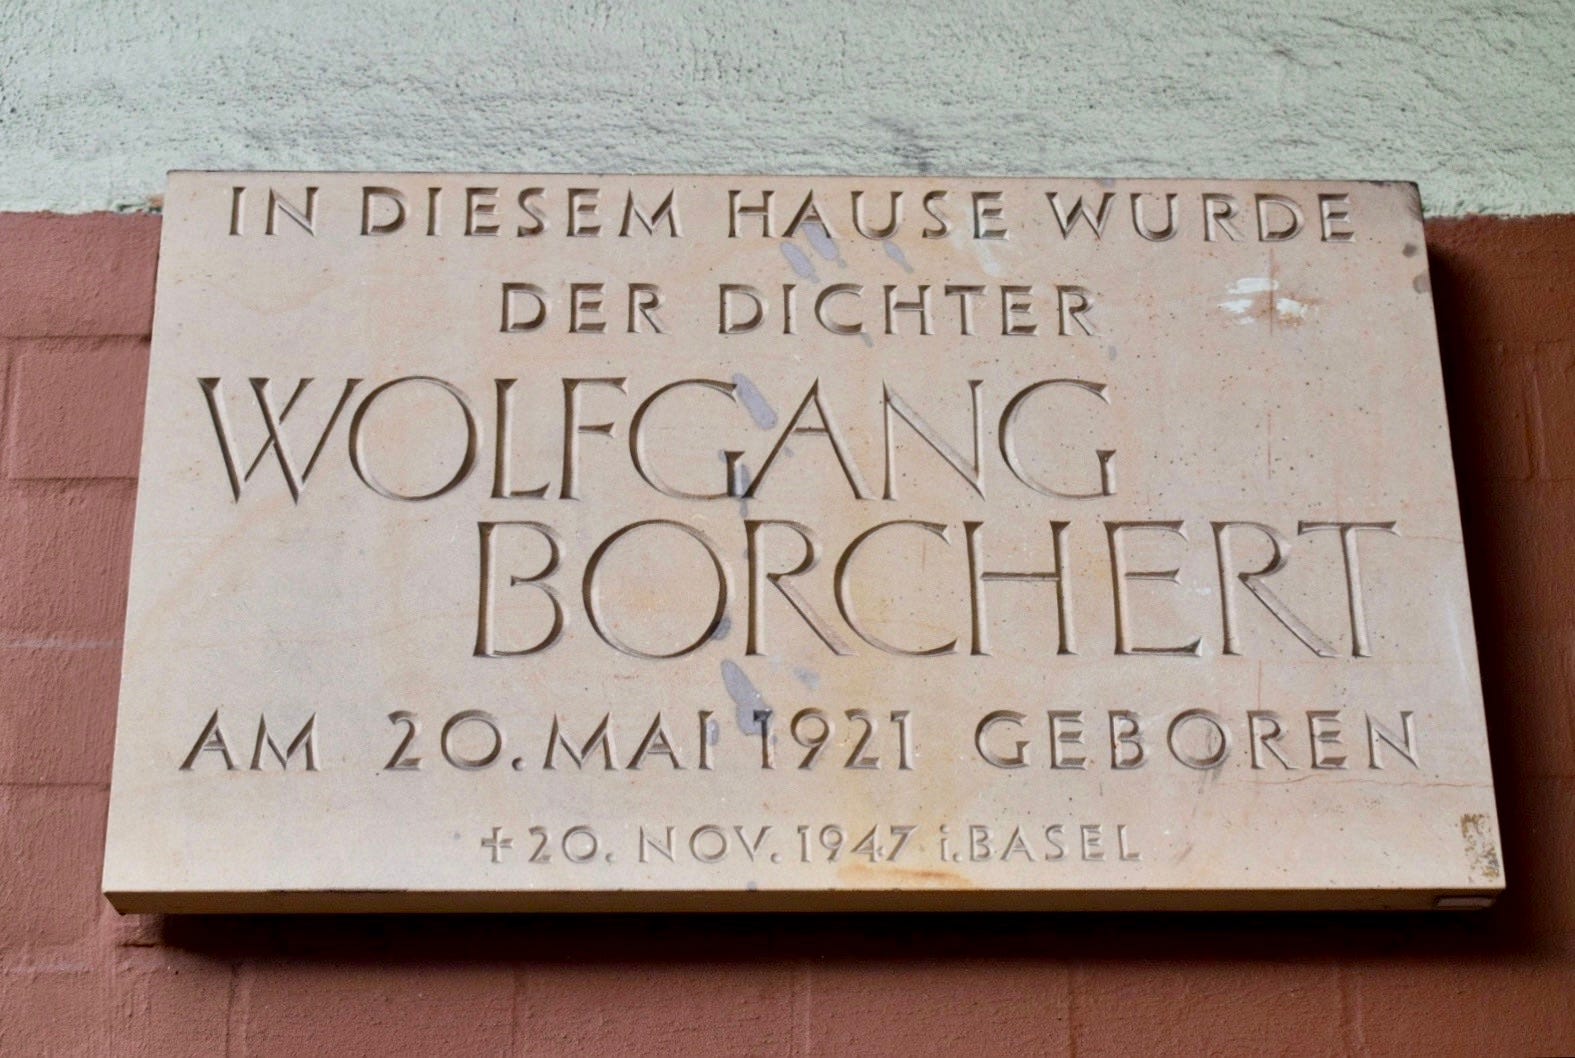 IN DIESEM HAUSE WURDE
DER DICHTER
WOLFGANG
BORCHERT
AM 20. MAI 1921 GEBOREN
✝ 20. NOV. 1947 i. BASEL